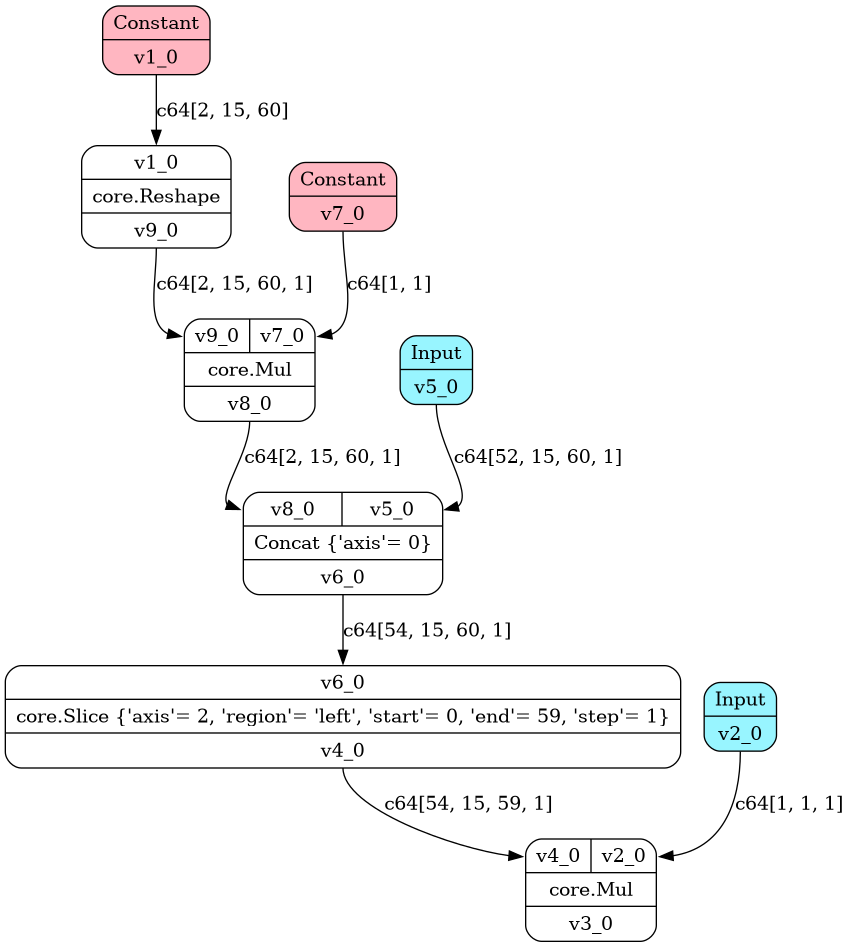 Constant
v1_0
c64[2, 15, 60]
v1_0
core.Reshape
v9_0
Constant
v7_0
c64[2, 15, 60, 1]
c64[1, 1]
v9_0 v7_0
core.Mul
v8_0
Input
v5_0
c64[2, 15, 60, 1]
c64[52, 15, 60, 1]
v8_0 v5_0
Concat {'axis'= 0}
v6_0
c64[54, 15, 60, 1]
v6_0
core.Slice {'axis'= 2, 'region'= 'left', 'start'= 0, 'end'= 59, 'step'= 1}
v4_0
Input
v2_0
c64[54, 15, 59, 1]
c64[1, 1, 1]
v4_0 v2_0
core.Mul
v3_0